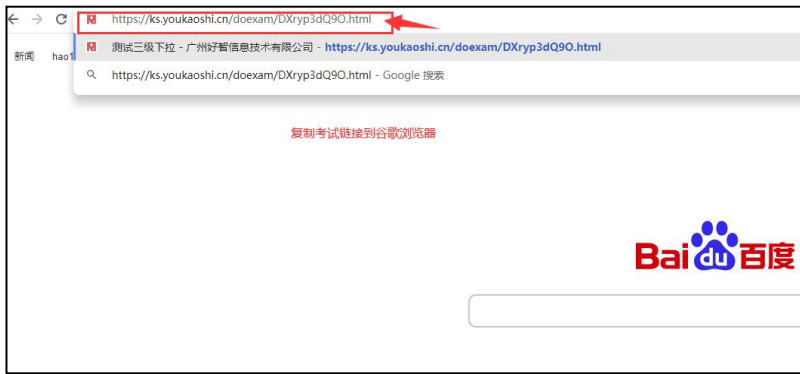 https://ks.youkaoshi.cn/doexam/DXryp3dQ9O.html
测试三级下拉 - 广州好智信息技术有限公司 - https://ks.youkaoshi.cn/doexam/DXryp3dQ9O.html
新闻 hao1
https://ks.youkaoshi.cn/doexam/DXryp3dQ9O.html - Google 搜索
复制考试链接到谷歌浏览器
Bai du 百度